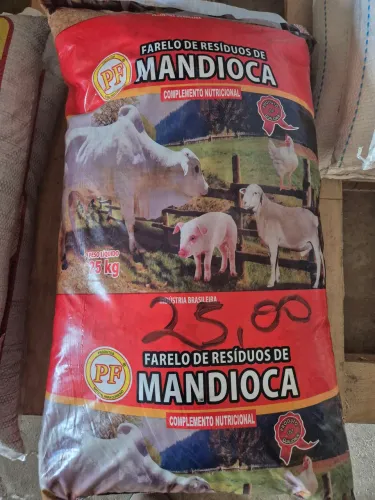 PF
FARELO DE RESÍDUOS DE
MANDIOCA
COMPLEMENTO NUTRICIONAL
PESO LÍQUIDO
25 kg
INDÚSTRIA BRASILEIRA
25,00
FARELO DE RESÍDUOS DE
PF
MANDIOCA
COMPLEMENTO NUTRICIONAL